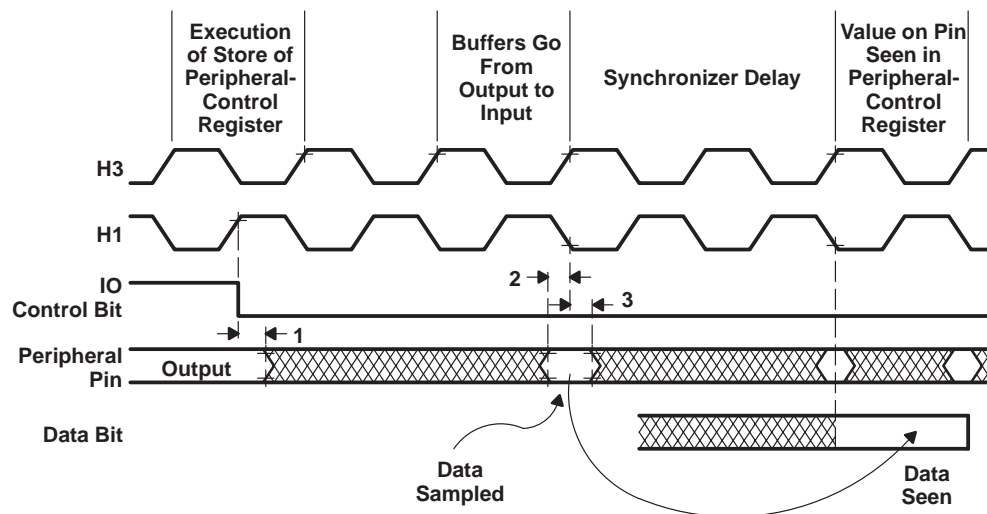 Execution
of Store of
Peripheral-
Control
Register
Buffers Go
From
Output to
Input
Synchronizer Delay
Value on Pin
Seen in
Peripheral-
Control
Register
H3
H1
IO
Control Bit
2
3
1
Peripheral
Pin
Output
Data Bit
Data
Sampled
Data
Seen